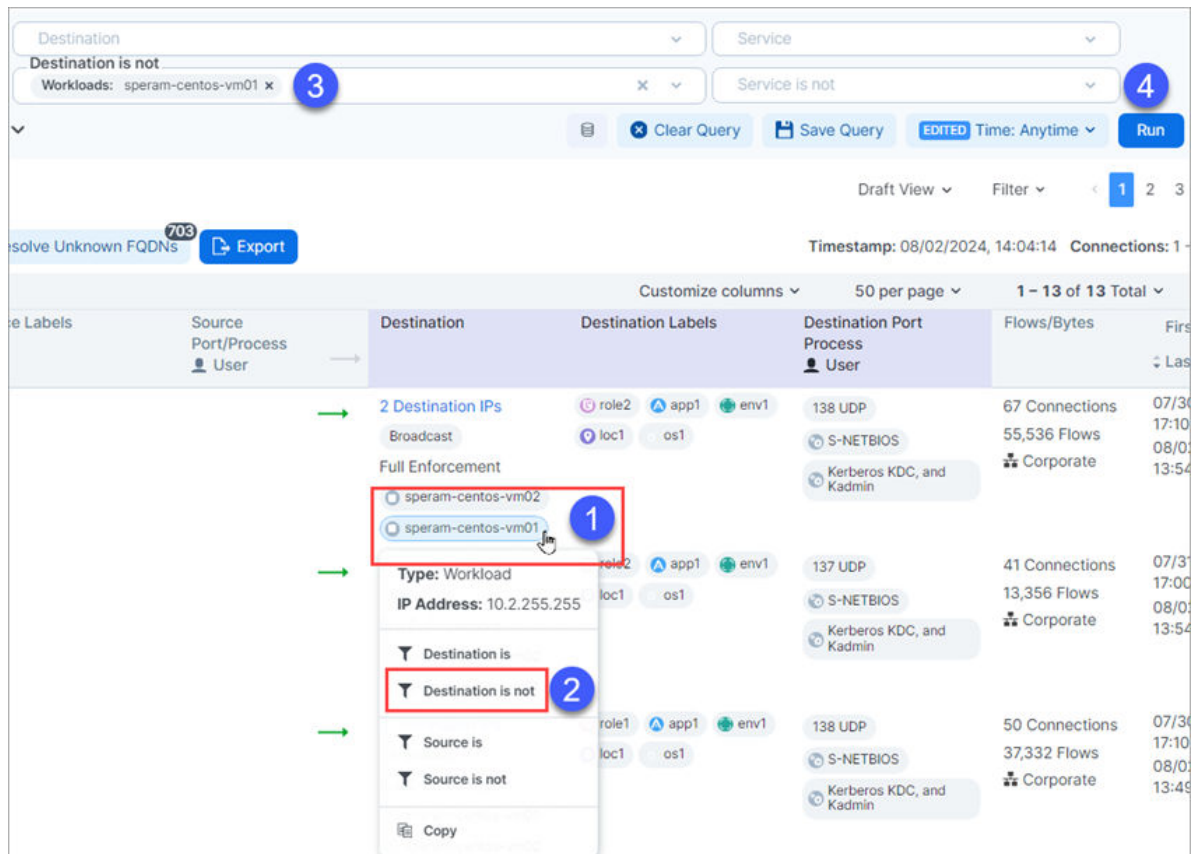 Destination
Service
Destination is not
Workloads: speram-centos-vm01 ×
3
Service is not
4
Clear Query
Save Query
EDITED Time: Anytime
Run
Draft View
Filter
1 2 3
esolve Unknown FQDNs
703
Export
Timestamp: 08/02/2024, 14:04:14 Connections: 1 -
Customize columns
50 per page
1 – 13 of 13 Total
e Labels
Source
Port/Process
User
Destination
Destination Labels
Destination Port
Process
User
Flows/Bytes
Firs
Las
2 Destination IPs
Broadcast
Full Enforcement
speram-centos-vm02
speram-centos-vm01
1
role2 app1 env1
loc1 os1
138 UDP
S-NETBIOS
Kerberos KDC, and
Kadmin
67 Connections
55,536 Flows
Corporate
07/30
17:10
08/0
13:54
Type: Workload
IP Address: 10.2.255.255
Destination is
Destination is not
2
Source is
Source is not
Copy
role2 app1 env1
loc1 os1
137 UDP
S-NETBIOS
Kerberos KDC, and
Kadmin
41 Connections
13,356 Flows
Corporate
07/31
17:00
08/0
13:54
role1 app1 env1
loc1 os1
138 UDP
S-NETBIOS
Kerberos KDC, and
Kadmin
50 Connections
37,332 Flows
Corporate
07/30
17:10
08/0
13:49